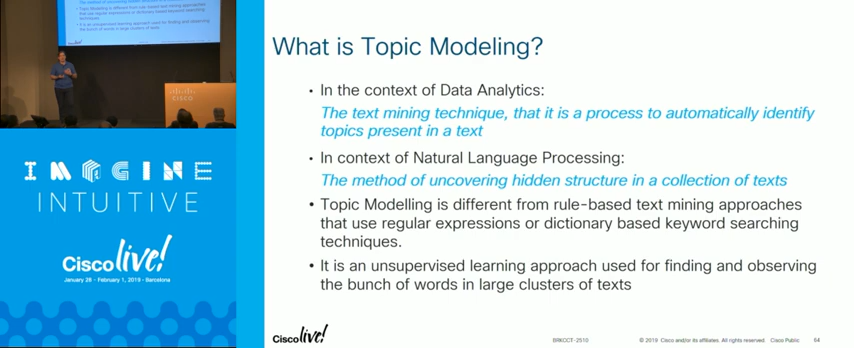 What is Topic Modeling?
• In the context of Data Analytics:
The text mining technique, that it is a process to automatically identify
topics present in a text
• In context of Natural Language Processing:
The method of uncovering hidden structure in a collection of texts
• Topic Modelling is different from rule-based text mining approaches
that use regular expressions or dictionary based keyword searching
techniques.
• It is an unsupervised learning approach used for finding and observing
the bunch of words in large clusters of texts
CISCO
IMAGINE
INTUITIVE
Cisco live!
January 28 - February 1, 2019 • Barcelona
Cisco live!
BRKCCT-2510
© 2019 Cisco and/or its affiliates. All rights reserved. Cisco Public
64